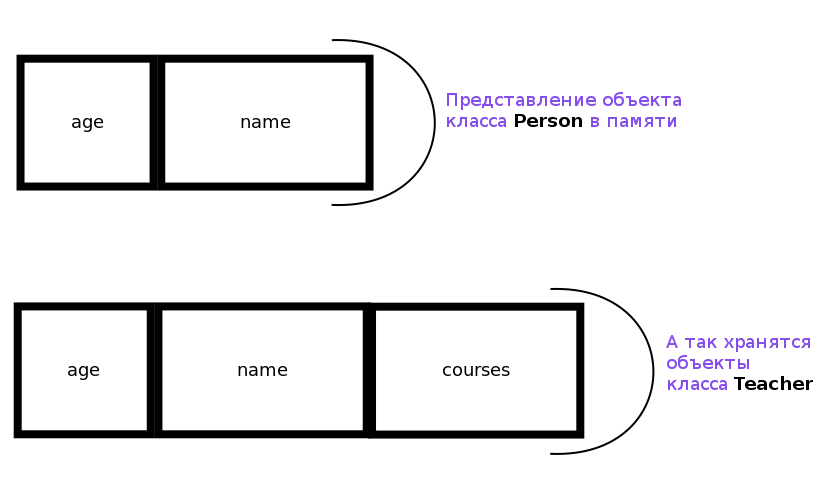 age
name
Представление объекта
класса Person в памяти
age
name
courses
А так хранятся
объекты
класса Teacher